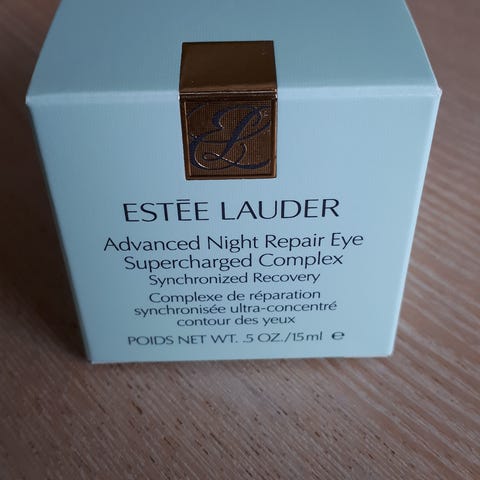 EL
ESTĒE LAUDER
Advanced Night Repair Eye
Supercharged Complex
Synchronized Recovery
Complexe de réparation
synchronisée ultra-concentré
contour des yeux
POIDS NET WT. .5 OZ./15ml ℮